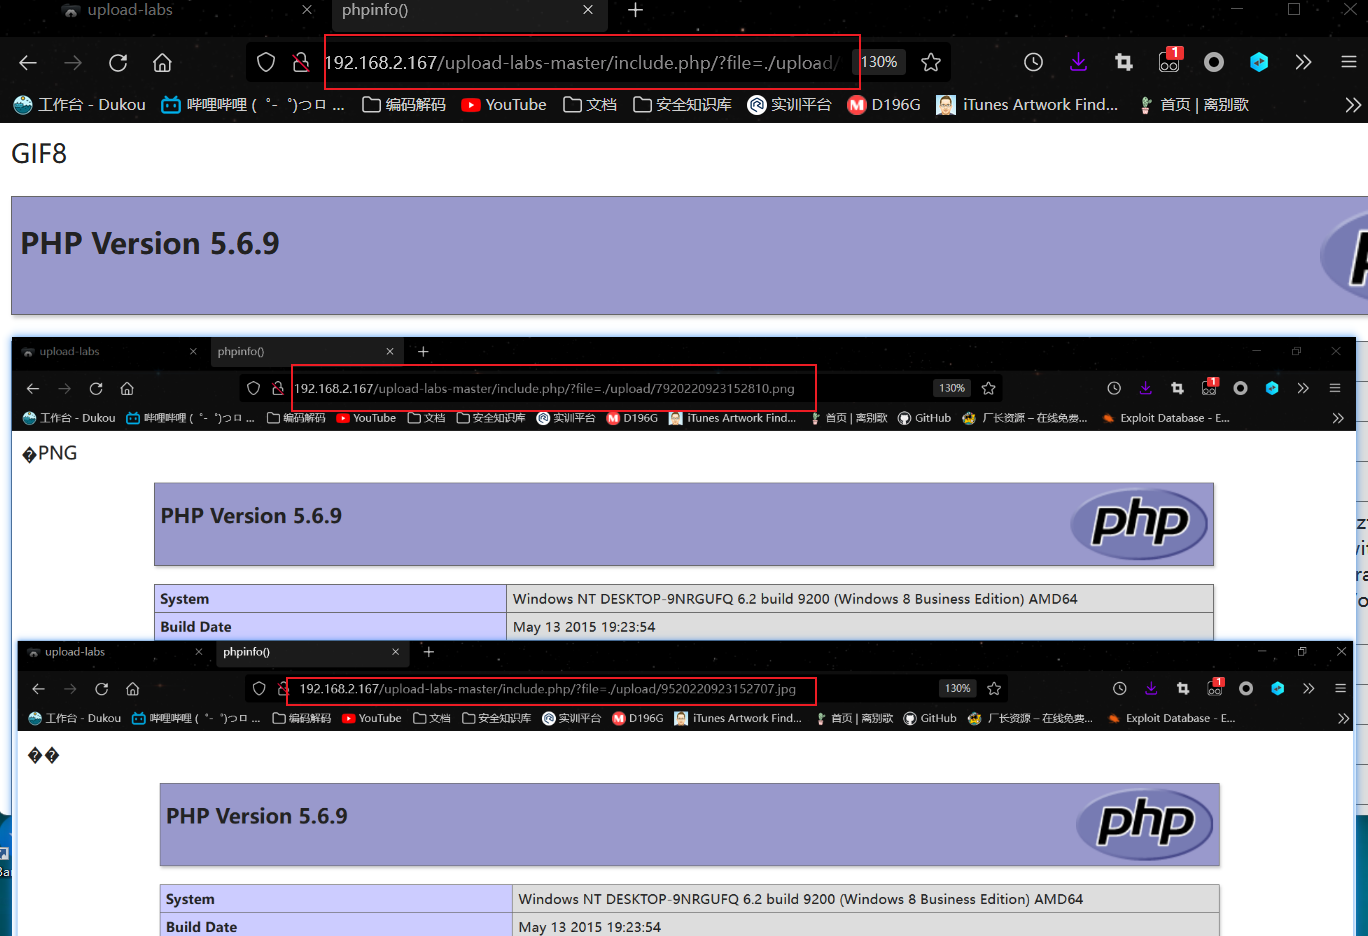 upload-labs
phpinfo()
192.168.2.167/upload-labs-master/include.php/?file=./upload/
130%
1
工作台 - Dukou
哔哩哔哩 ( ゜- ゜)つロ ...
编码解码
YouTube
文档
安全知识库
实训平台
D196G
iTunes Artwork Find...
首页 | 离别歌
GIF8
PHP Version 5.6.9
upload-labs
phpinfo()
192.168.2.167/upload-labs-master/include.php/?file=./upload/7920220923152810.png
130%
1
工作台 - Dukou
哔哩哔哩 ( ゜- ゜)つロ ...
编码解码
YouTube
文档
安全知识库
实训平台
D196G
iTunes Artwork Find...
首页 | 离别歌
GitHub
厂长资源 – 在线免费...
Exploit Database - E...
�PNG
PHP Version 5.6.9
php
System Windows NT DESKTOP-9NRGUFQ 6.2 build 9200 (Windows 8 Business Edition) AMD64
Build Date May 13 2015 19:23:54
upload-labs
phpinfo()
192.168.2.167/upload-labs-master/include.php/?file=./upload/9520220923152707.jpg
130%
1
工作台 - Dukou
哔哩哔哩 ( ゜- ゜)つロ ...
编码解码
YouTube
文档
安全知识库
实训平台
D196G
iTunes Artwork Find...
首页 | 离别歌
GitHub
厂长资源 – 在线免费...
Exploit Database - E...
��
PHP Version 5.6.9
php
System Windows NT DESKTOP-9NRGUFQ 6.2 build 9200 (Windows 8 Business Edition) AMD64
Build Date May 13 2015 19:23:54